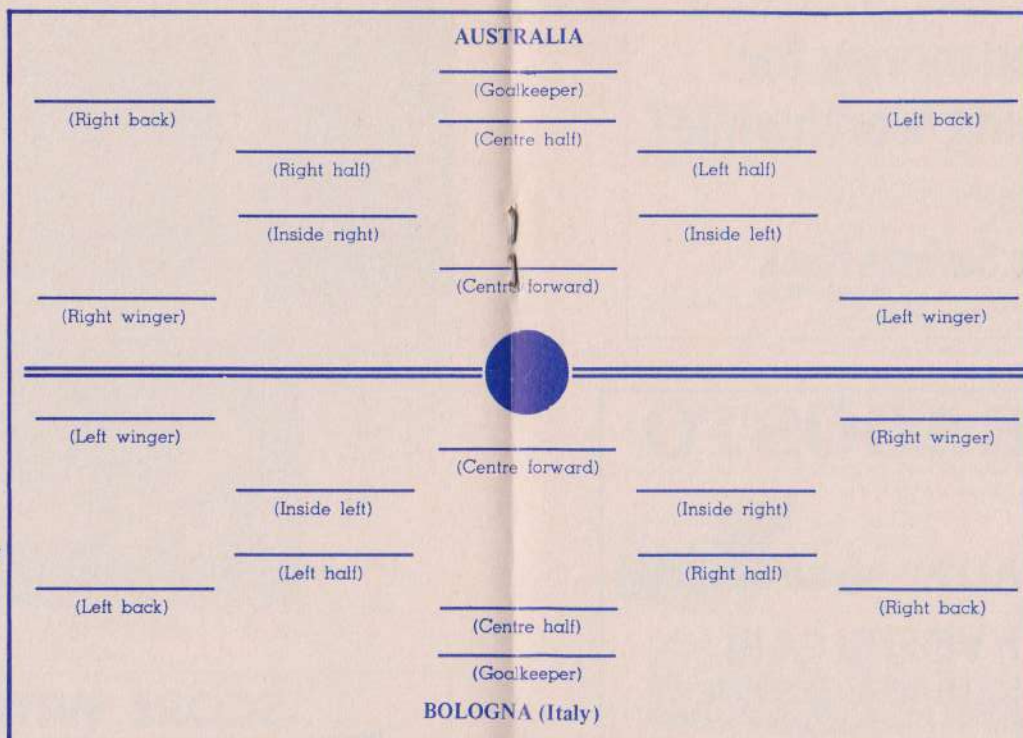 AUSTRALIA
(Goalkeeper)
(Right back)
(Left back)
(Centre half)
(Right half)
(Left half)
(Inside right)
(Inside left)
(Centre forward)
(Right winger)
(Left winger)
(Left winger)
(Right winger)
(Centre forward)
(Inside left)
(Inside right)
(Left half)
(Right half)
(Left back)
(Right back)
(Centre half)
(Goalkeeper)
BOLOGNA (Italy)